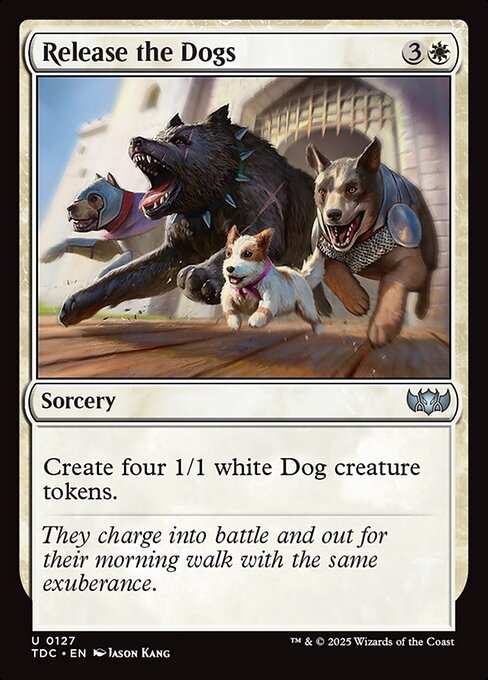 Release the Dogs 3
Sorcery
Create four 1/1 white Dog creature
tokens.
They charge into battle and out for
their morning walk with the same
exuberance.
U 0127
TDC • EN Jason Kang
™ & © 2025 Wizards of the Coast